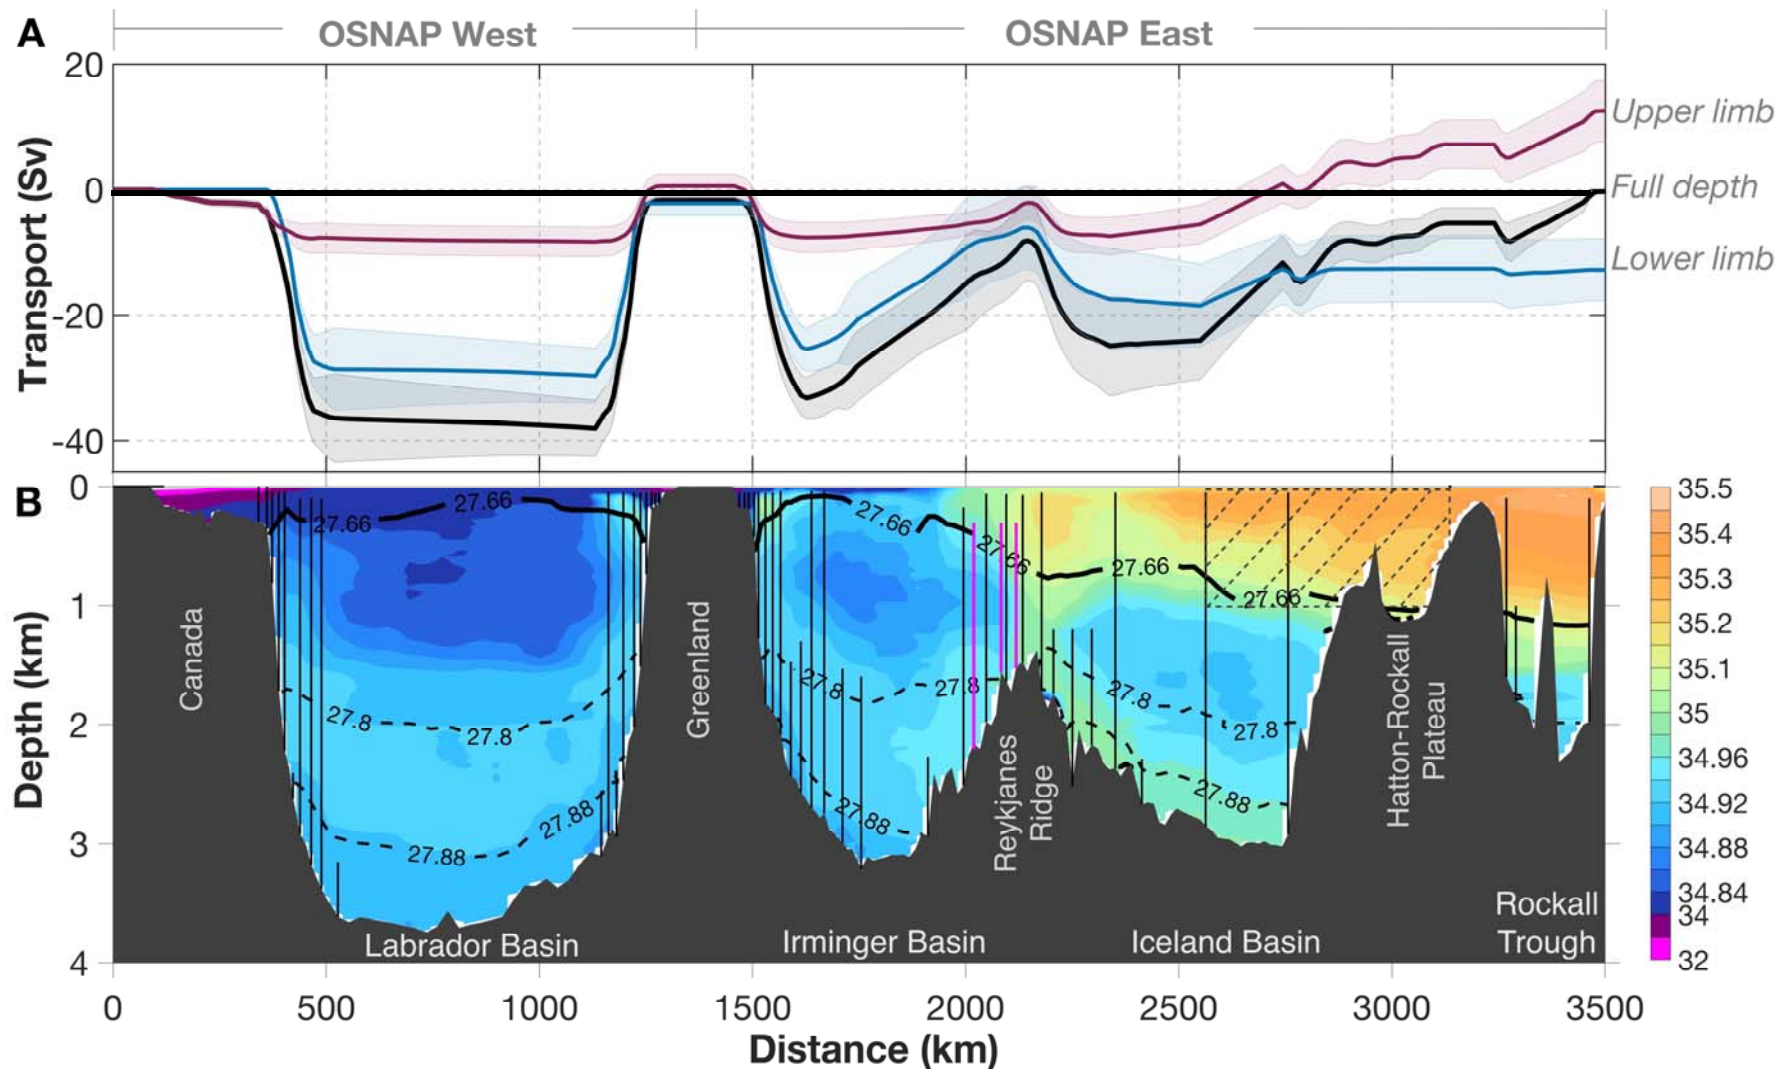 A
OSNAP West
OSNAP East
20
0
-20
-40
Transport (Sv)
Upper limb
Full depth
Lower limb
B
0
1
2
3
4
Depth (km)
27.66
27.66
27.66
27.66
27.66
27.66
27.8
27.8
27.8
27.8
27.8
27.8
27.88
27.88
27.88
27.88
Canada
Greenland
Reykjanes
Ridge
Hatton-Rockall
Plateau
Labrador Basin
Irminger Basin
Iceland Basin
Rockall
Trough
35.5
35.4
35.3
35.2
35.1
35
34.96
34.92
34.88
34.84
34
32
0
500
1000
1500
2000
2500
3000
3500
Distance (km)